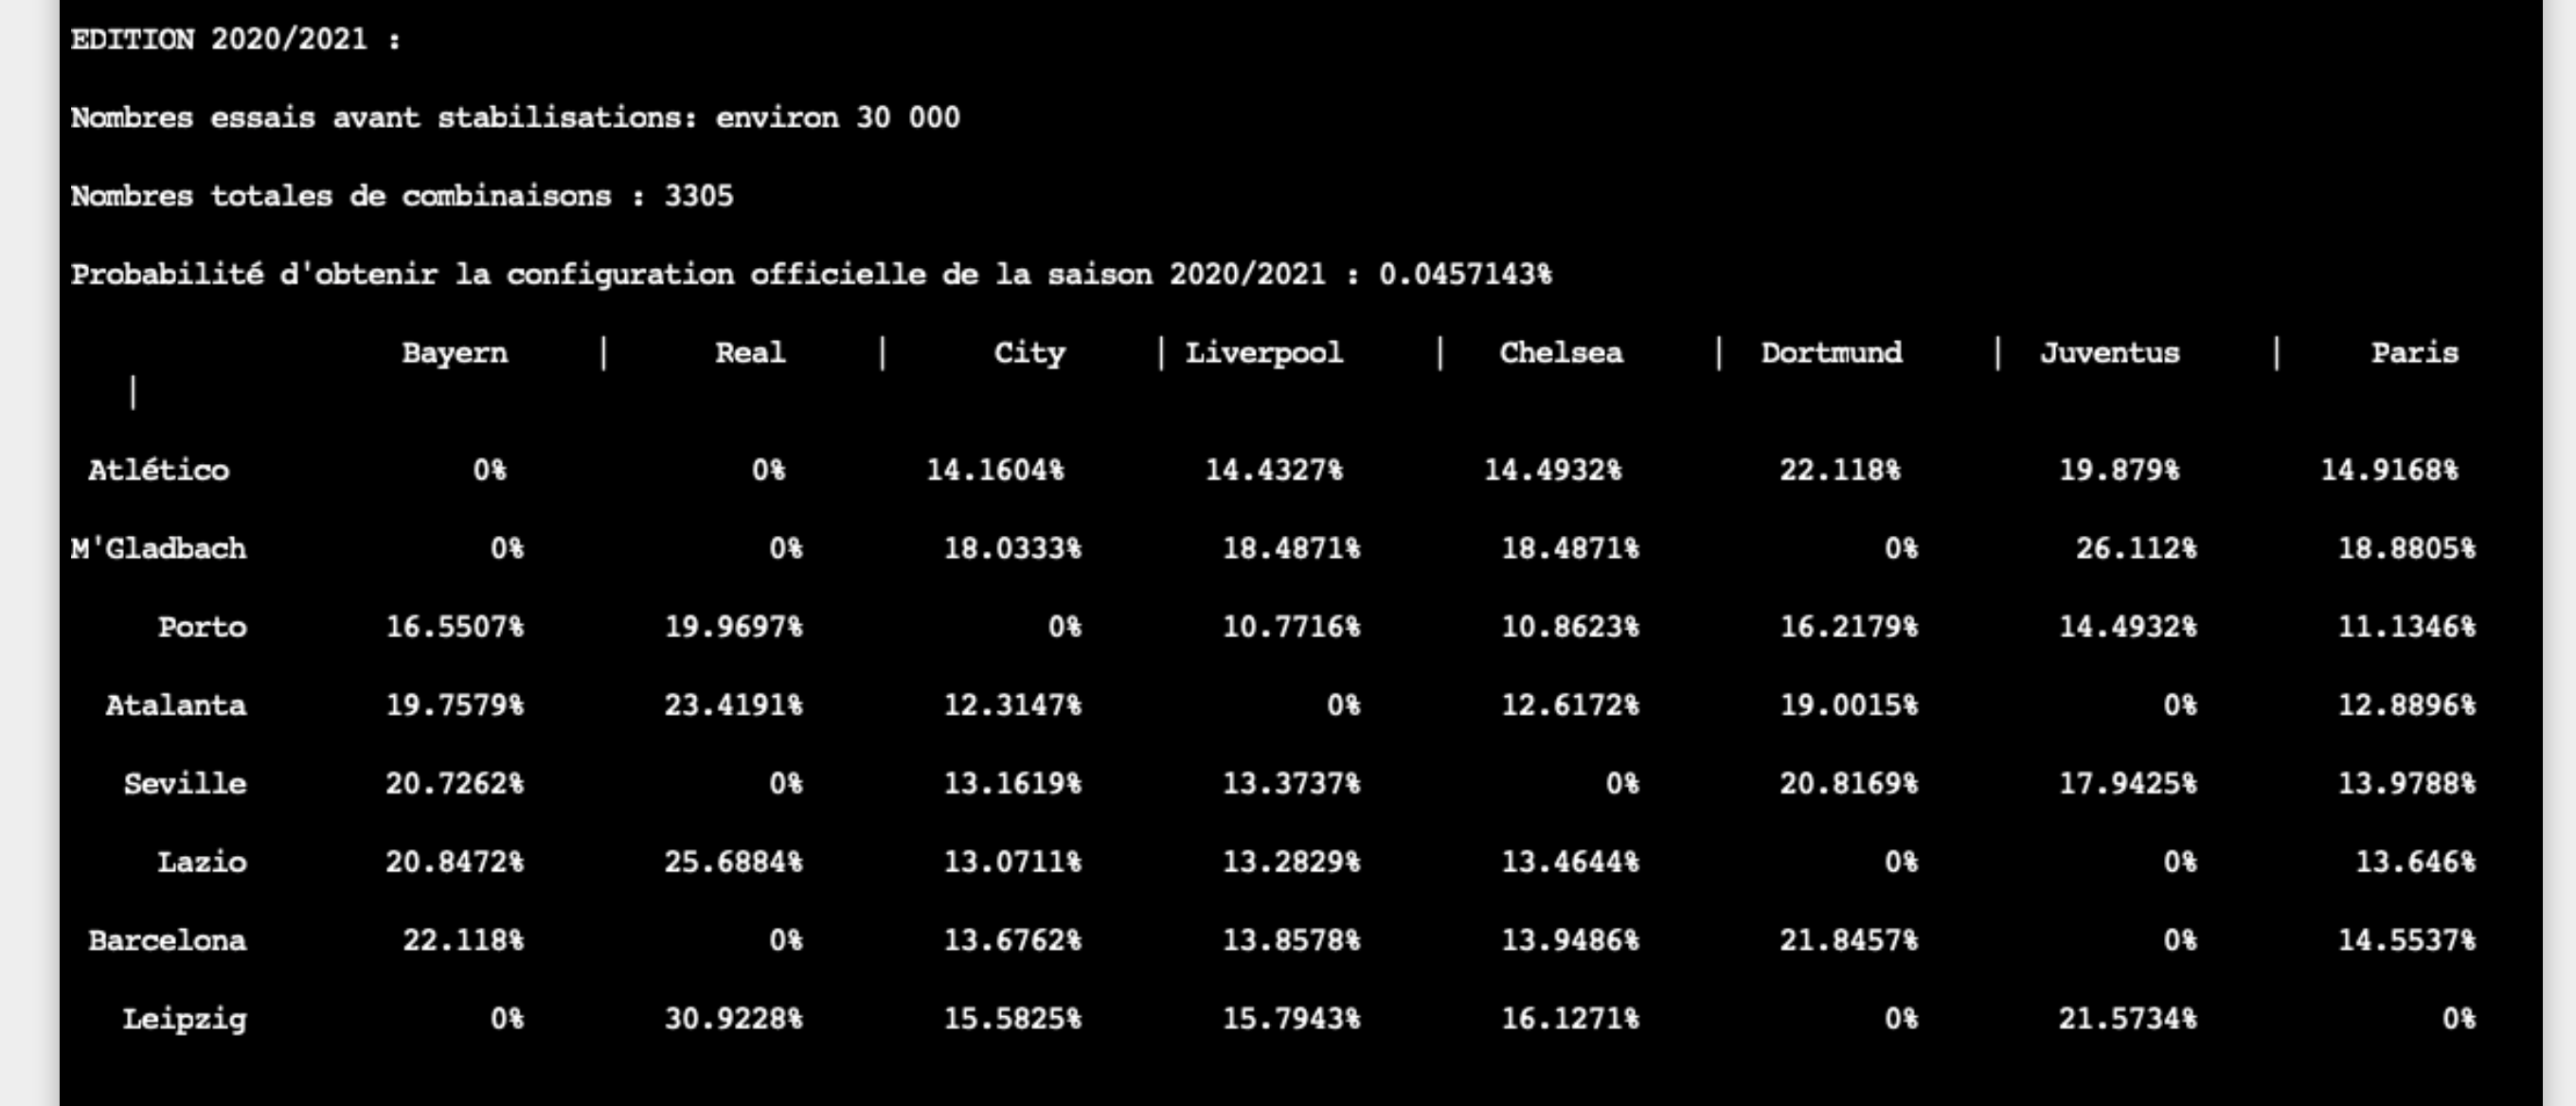 EDITION 2020/2021 :
Nombres essais avant stabilisations: environ 30 000
Nombres totales de combinaisons : 3305
Probabilité d'obtenir la configuration officielle de la saison 2020/2021 : 0.0457143%
Bayern | Real | City | Liverpool | Chelsea | Dortmund | Juventus | Paris
|
Atlético 0% 0% 14.1604% 14.4327% 14.4932% 22.118% 19.879% 14.9168%
M'Gladbach 0% 0% 18.0333% 18.4871% 18.4871% 0% 26.112% 18.8805%
Porto 16.5507% 19.9697% 0% 10.7716% 10.8623% 16.2179% 14.4932% 11.1346%
Atalanta 19.7579% 23.4191% 12.3147% 0% 12.6172% 19.0015% 0% 12.8896%
Seville 20.7262% 0% 13.1619% 13.3737% 0% 20.8169% 17.9425% 13.9788%
Lazio 20.8472% 25.6884% 13.0711% 13.2829% 13.4644% 0% 0% 13.646%
Barcelona 22.118% 0% 13.6762% 13.8578% 13.9486% 21.8457% 0% 14.5537%
Leipzig 0% 30.9228% 15.5825% 15.7943% 16.1271% 0% 21.5734% 0%